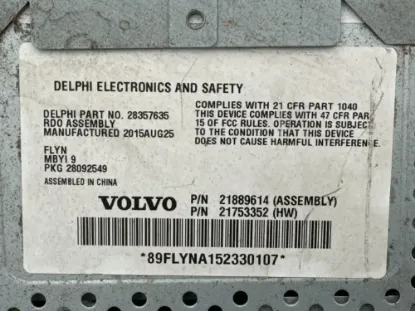 DELPHI ELECTRONICS AND SAFETY
DELPHI PART NO. 28357635
RDO ASSEMBLY
MANUFACTURED 2015AUG25
COMPLIES WITH 21 CFR PART 1040
THIS DEVICE COMPLIES WITH 47 CFR PAR
15 OF FCC RULES. OPERATION IS SUBJEC
TO THE CONDITION THAT THIS DEVICE
DOES NOT CAUSE HARMFUL INTERFERENCE.
FLYN
MBYI 9
PKG 28092549
ASSEMBLED IN CHINA
VOLVO
P/N 21889614 (ASSEMBLY)
P/N 21753352 (HW)
*89FLYNA152330107*